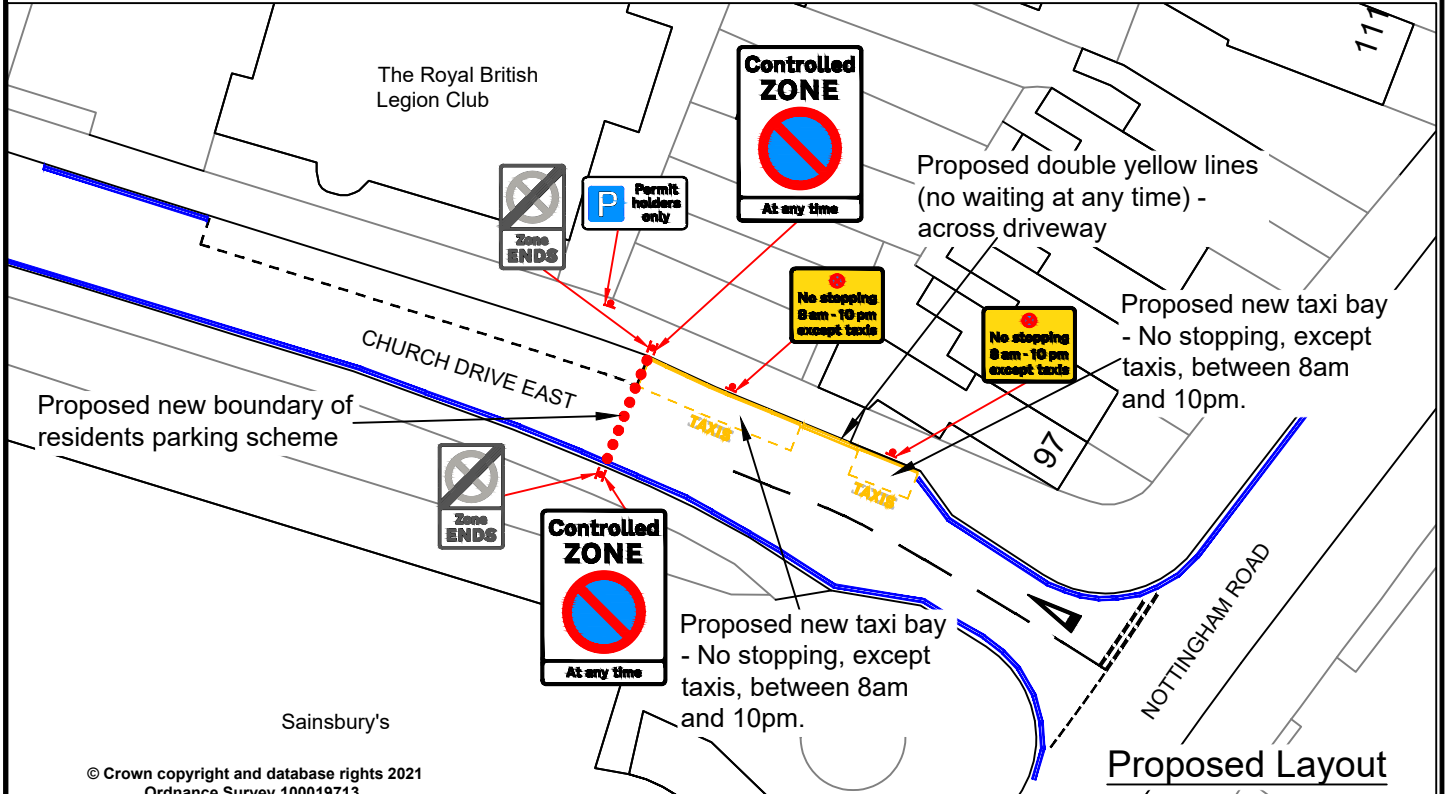 111
The Royal British
Legion Club
Controlled
ZONE
At any time
Zone
ENDS
P
Permit
holders
only
Proposed double yellow lines
(no waiting at any time) -
across driveway
No stopping
8 am - 10 pm
except taxis
No stopping
8 am - 10 pm
except taxis
Proposed new taxi bay
- No stopping, except
taxis, between 8am
and 10pm.
CHURCH DRIVE EAST
Proposed new boundary of
residents parking scheme
TAXIS
97
TAXIS
Zone
ENDS
Controlled
ZONE
At any time
Proposed new taxi bay
- No stopping, except
taxis, between 8am
and 10pm.
NOTTINGHAM ROAD
Sainsbury's
Proposed Layout
© Crown copyright and database rights 2021
Ordnance Survey 100019713